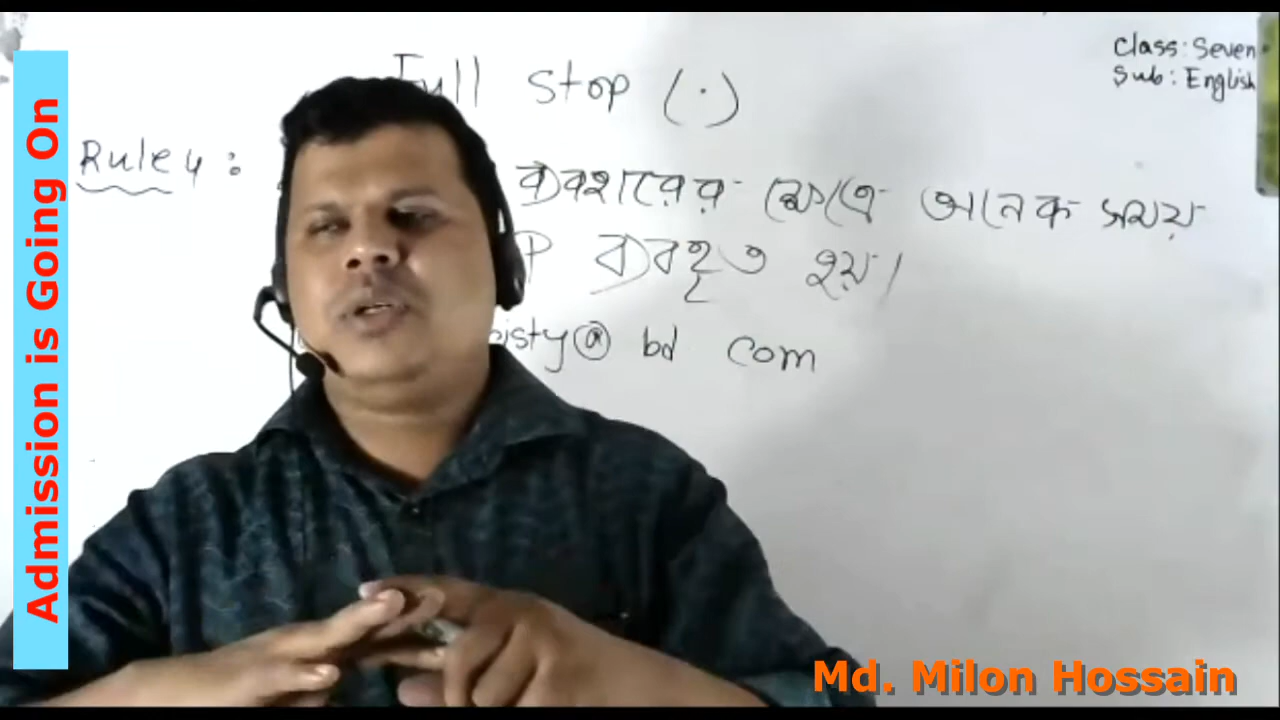 Class: Seven
Sub: English
Full Stop (.)
Rule 4:
ব্যবহারের ক্ষেত্রে অনেক সময়
ব্যবহৃত হয়।
@ bd com
Admission is Going On
Md. Milon Hossain